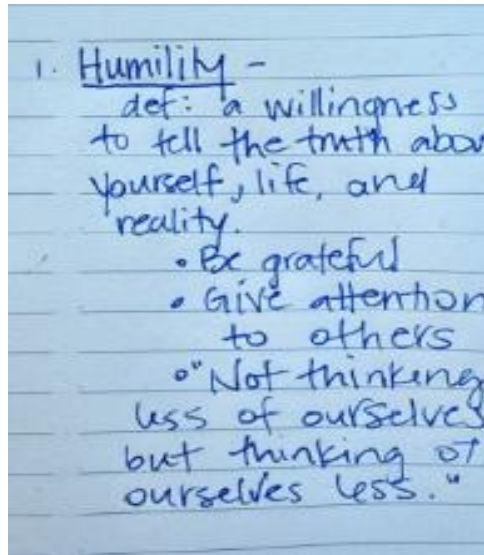 1. Humility -
def: a willingness
to tell the truth abou
yourself, life, and
reality.
• Be grateful
• Give attention
to others
• "Not thinking
less of ourselves
but thinking of
ourselves less."